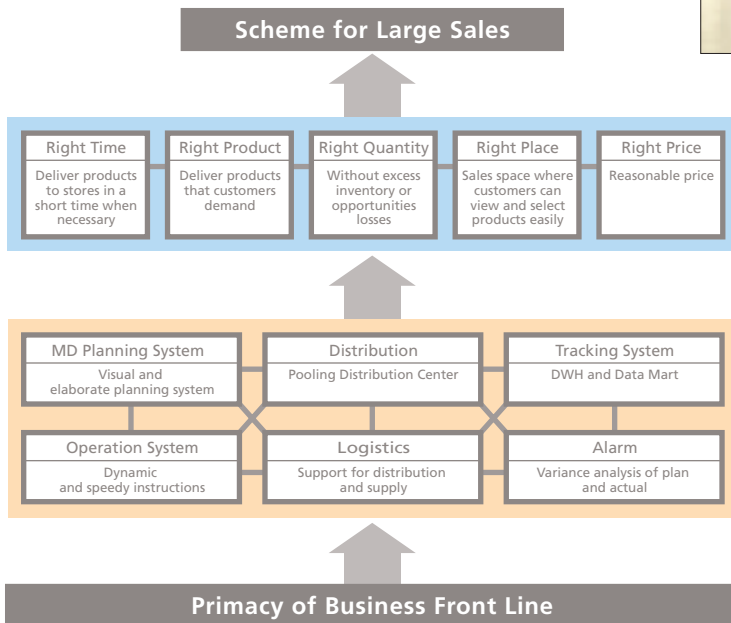 Scheme for Large Sales
Right Time
Deliver products
to stores in a
short time when
necessary
Right Product
Deliver products
that customers
demand
Right Quantity
Without excess
inventory or
opportunities
losses
Right Place
Sales space where
customers can
view and select
products easily
Right Price
Reasonable price
MD Planning System
Visual and
elaborate planning system
Distribution
Pooling Distribution Center
Tracking System
DWH and Data Mart
Operation System
Dynamic
and speedy instructions
Logistics
Support for distribution
and supply
Alarm
Variance analysis of plan
and actual
Primacy of Business Front Line